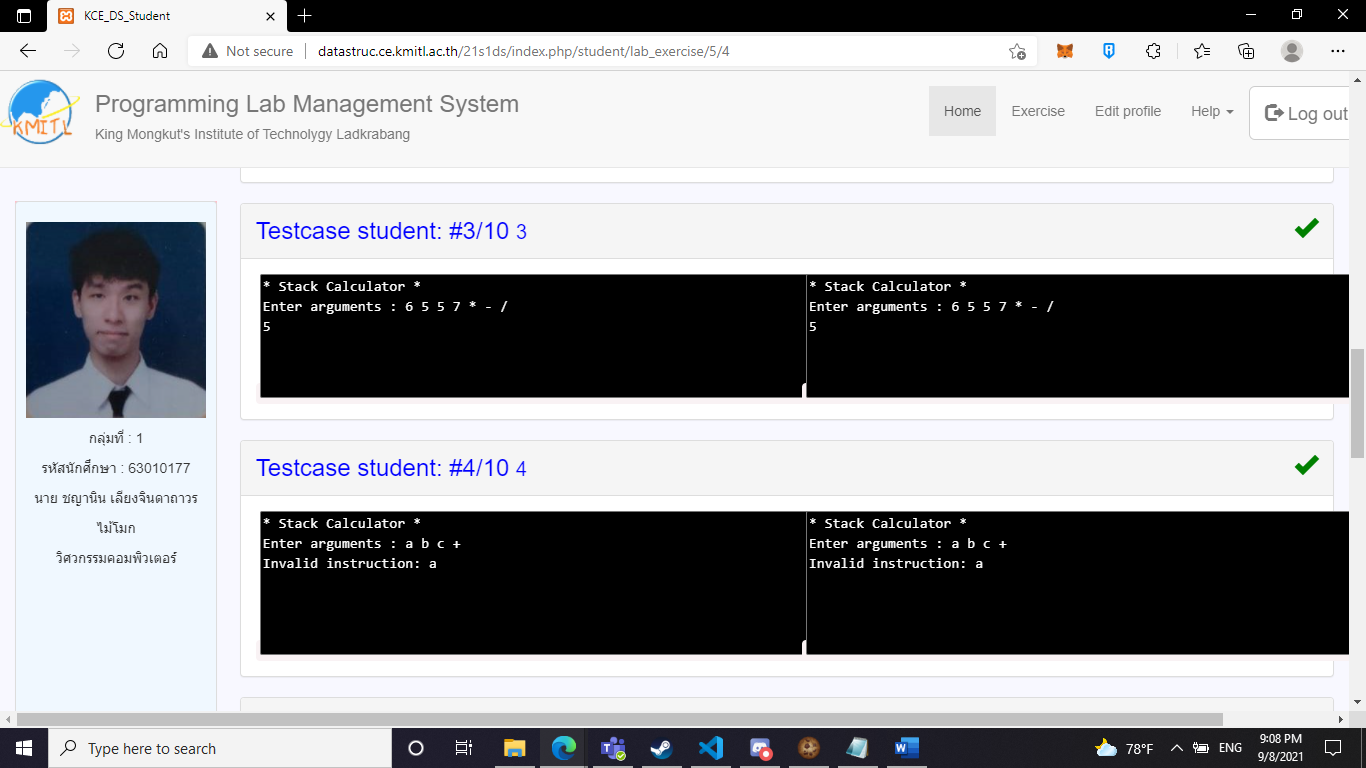 KCE_DS_Student
Not secure
datastruc.ce.kmitl.ac.th/21s1ds/index.php/student/lab_exercise/5/4
KMITL
Programming Lab Management System
King Mongkut's Institute of Technolygy Ladkrabang
Home
Exercise
Edit profile
Help
Log out
กลุ่มที่ : 1
รหัสนักศึกษา : 63010177
นาย ชญานิน เลียงจินดาถาวร
ไม้โมก
วิศวกรรมคอมพิวเตอร์
Testcase student: #3/10 3
* Stack Calculator *
Enter arguments : 6 5 5 7 * - /
5
* Stack Calculator *
Enter arguments : 6 5 5 7 * - /
5
Testcase student: #4/10 4
* Stack Calculator *
Enter arguments : a b c +
Invalid instruction: a
* Stack Calculator *
Enter arguments : a b c +
Invalid instruction: a
Type here to search
78°F
ENG
9:08 PM
9/8/2021